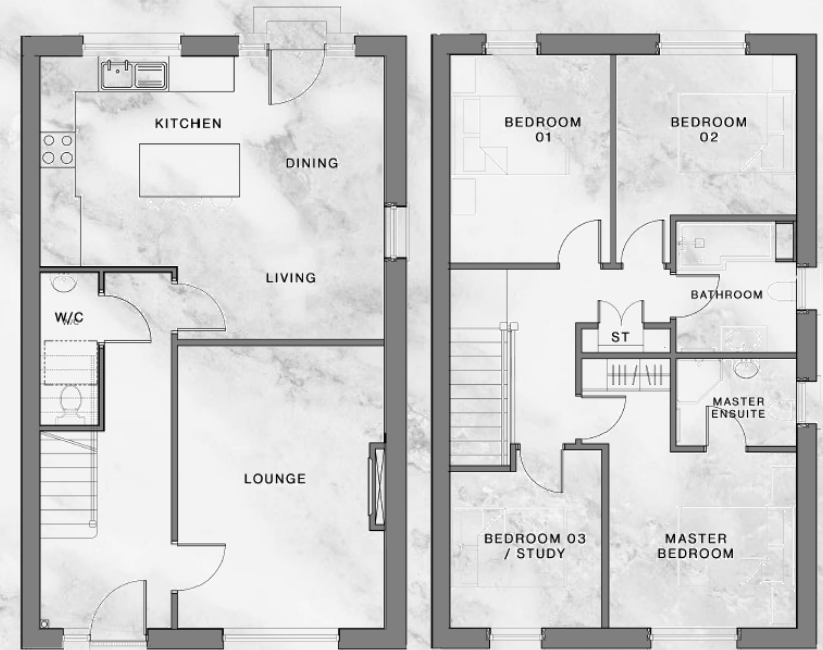 KITCHEN
DINING
LIVING
W/C
LOUNGE
BEDROOM
01
BEDROOM
02
BATHROOM
ST
MASTER
ENSUITE
BEDROOM 03
/ STUDY
MASTER
BEDROOM